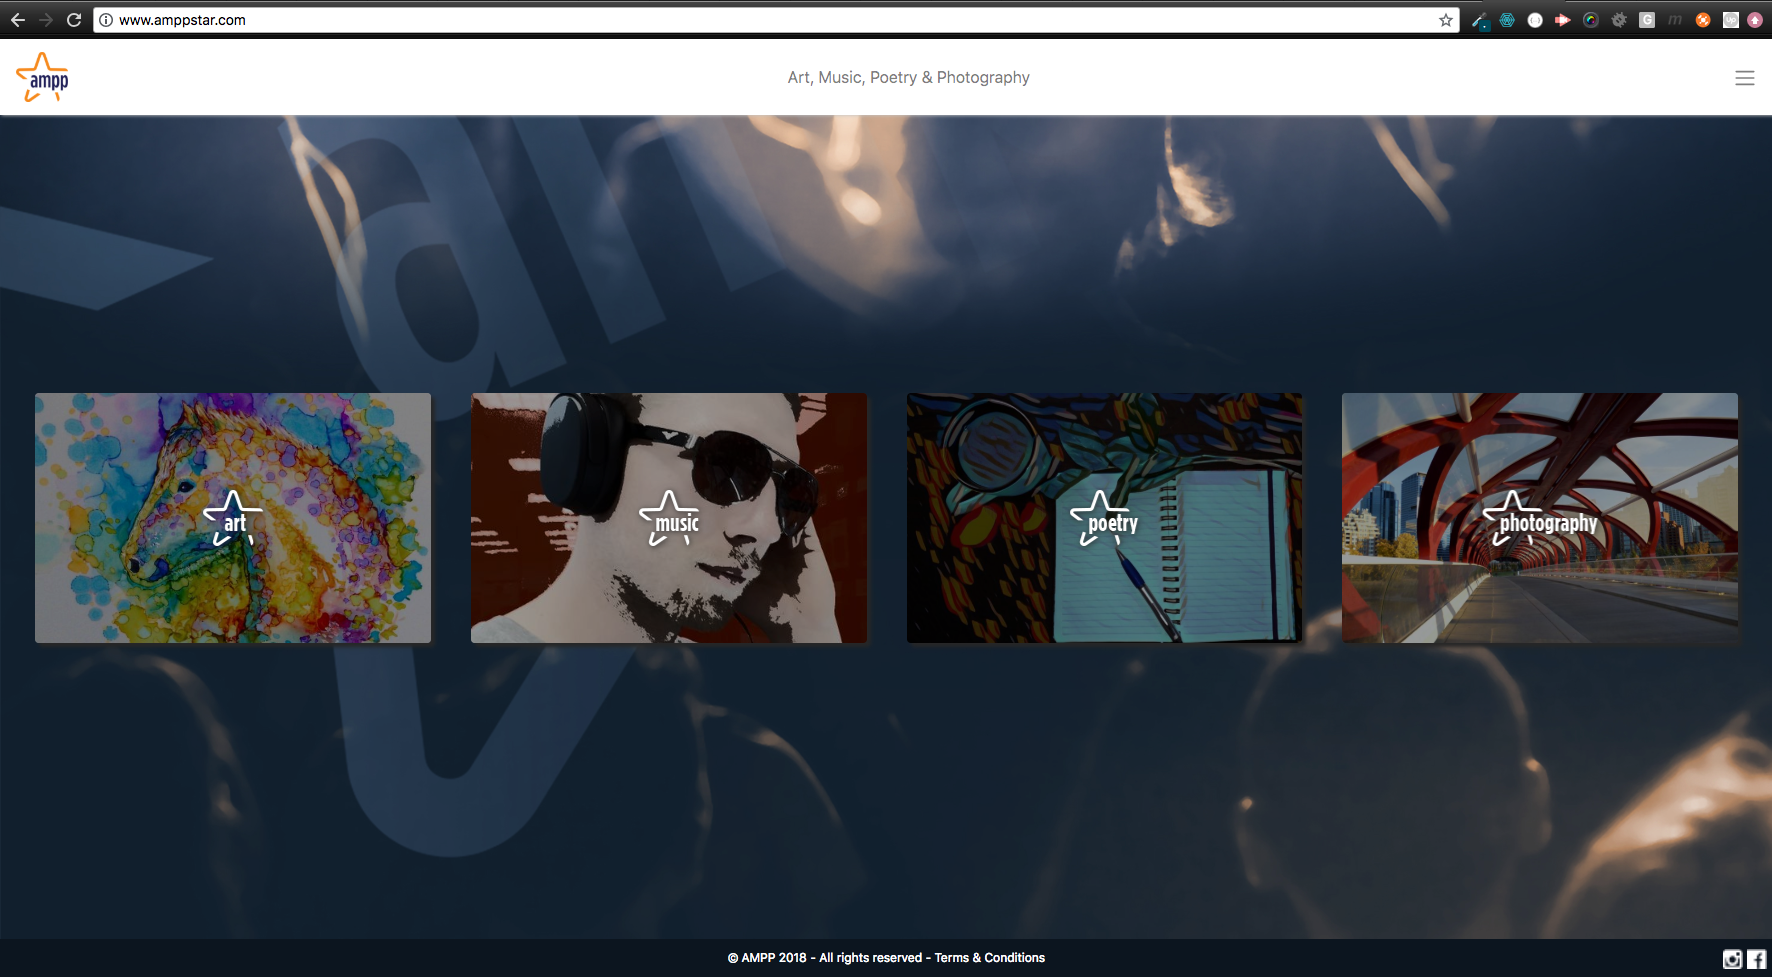 www.amppstar.com
ampp
Art, Music, Poetry & Photography
art
music
poetry
photography
© AMPP 2018 - All rights reserved - Terms & Conditions